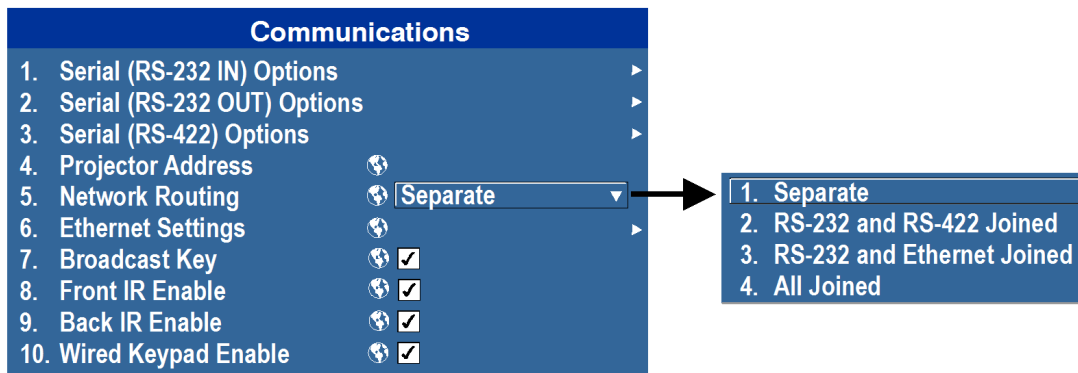 Communications
1. Serial (RS-232 IN) Options
2. Serial (RS-232 OUT) Options
3. Serial (RS-422) Options
4. Projector Address
5. Network Routing Separate
6. Ethernet Settings
7. Broadcast Key
8. Front IR Enable
9. Back IR Enable
10. Wired Keypad Enable
1. Separate
2. RS-232 and RS-422 Joined
3. RS-232 and Ethernet Joined
4. All Joined